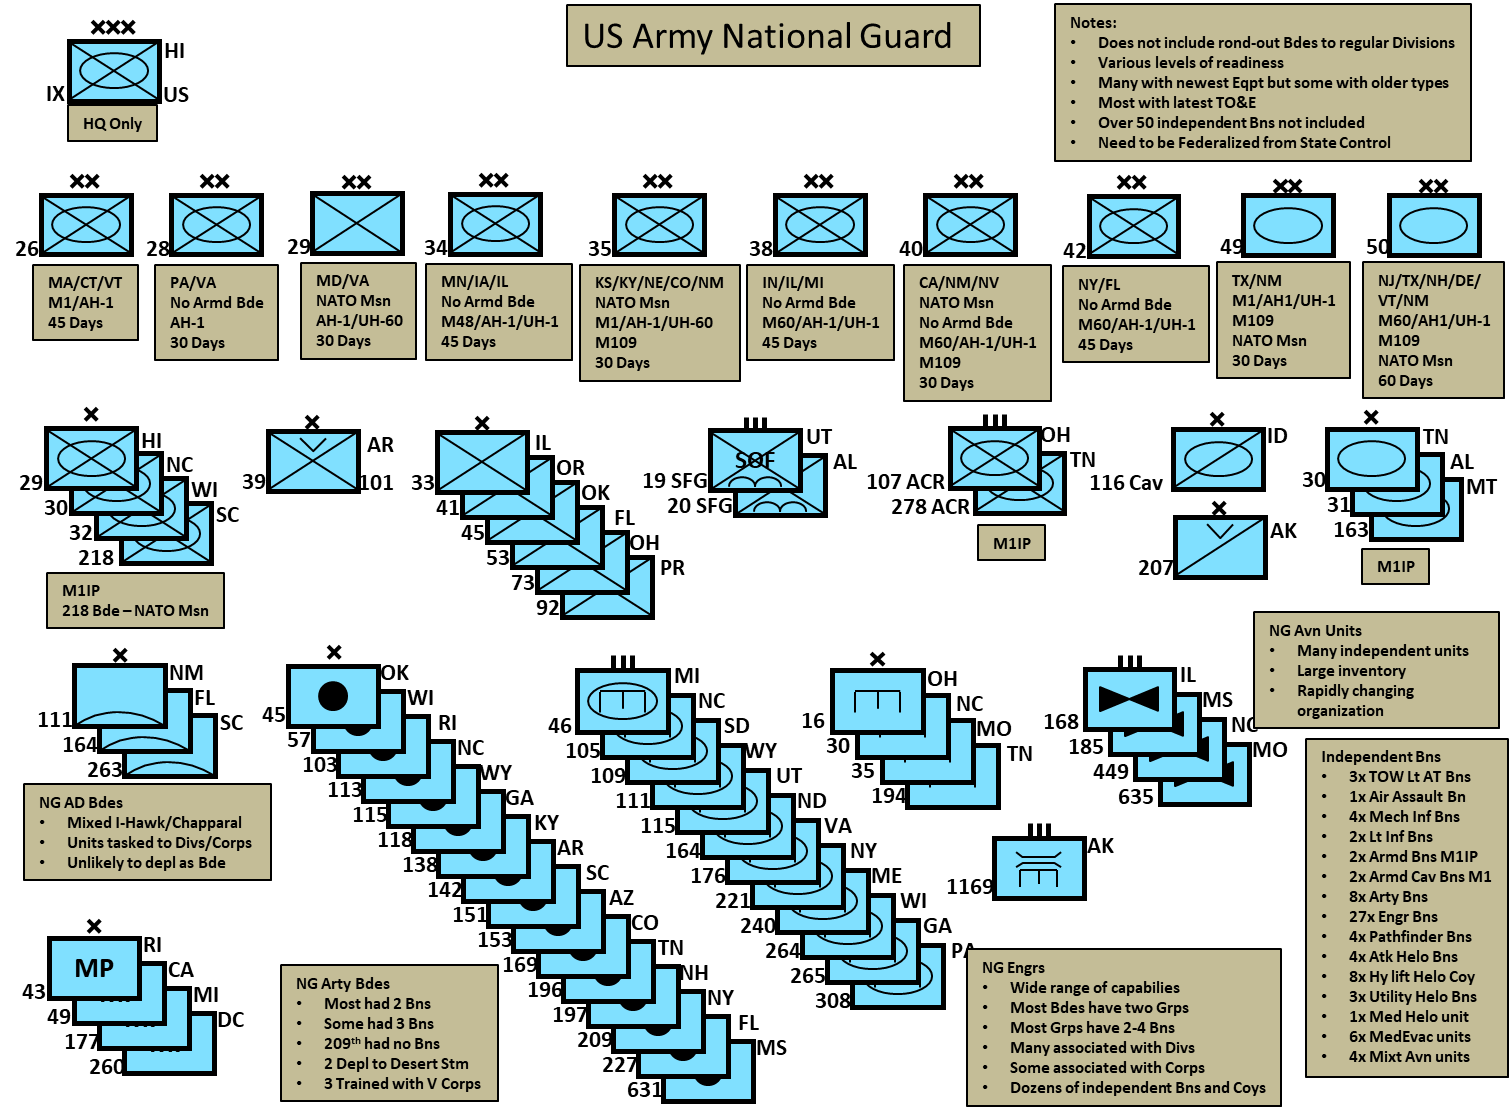 US Army National Guard
Notes:
• Does not include rond-out Bdes to regular Divisions
• Various levels of readiness
• Many with newest Eqpt but some with older types
• Most with latest TO&E
• Over 50 independent Bns not included
• Need to be Federalized from State Control
HI
IX
US
HQ Only
26
MA/CT/VT
M1/AH-1
45 Days
28
PA/VA
No Armd Bde
AH-1
30 Days
29
MD/VA
NATO Msn
AH-1/UH-60
30 Days
34
MN/IA/IL
No Armd Bde
M48/AH-1/UH-1
45 Days
35
KS/KY/NE/CO/NM
NATO Msn
M1/AH-1/UH-60
M109
30 Days
38
IN/IL/MI
No Armd Bde
M60/AH-1/UH-1
45 Days
40
CA/NM/NV
NATO Msn
No Armd Bde
M60/AH-1/UH-1
M109
30 Days
42
NY/FL
No Armd Bde
M60/AH-1/UH-1
45 Days
49
TX/NM
M1/AH1/UH-1
M109
NATO Msn
30 Days
50
NJ/TX/NH/DE/
VT/NM
M60/AH1/UH-1
M109
NATO Msn
60 Days
29 HI
30 NC
32 WI
218 SC
M1IP
218 Bde – NATO Msn
39 AR 101
33 IL
41 OR
45 OK
53 FL
73 OH
92 PR
19 SFG SOF UT
20 SFG AL
107 ACR OH
278 ACR TN
M1IP
116 Cav ID
207 AK
30 TN
31 AL
163 MT
M1IP
111 NM
164 FL
263 SC
NG AD Bdes
• Mixed I-Hawk/Chapparal
• Units tasked to Divs/Corps
• Unlikely to depl as Bde
43 MP RI
49 CA
177 MI
260 DC
45 OK
57 WI
103 RI
113 NC
115 WY
118 GA
138 KY
142 AR
151 SC
153 AZ
169 CO
196 TN
197 NH
209 NY
227 FL
631 MS
NG Arty Bdes
• Most had 2 Bns
• Some had 3 Bns
• 209th had no Bns
• 2 Depl to Desert Stm
• 3 Trained with V Corps
46 MI
105 NC
109 SD
111 WY
115 UT
164 ND
176 VA
221 NY
240 ME
264 WI
265 GA
308 PA
16 OH
30 NC
35 MO
194 TN
1169 AK
NG Engrs
• Wide range of capabilies
• Most Bdes have two Grps
• Most Grps have 2-4 Bns
• Many associated with Divs
• Some associated with Corps
• Dozens of independent Bns and Coys
168 IL
185 MS
449 NC
635 MO
NG Avn Units
• Many independent units
• Large inventory
• Rapidly changing
organization
Independent Bns
• 3x TOW Lt AT Bns
• 1x Air Assault Bn
• 4x Mech Inf Bns
• 2x Lt Inf Bns
• 2x Armd Bns M1IP
• 2x Armd Cav Bns M1
• 8x Arty Bns
• 27x Engr Bns
• 4x Pathfinder Bns
• 4x Atk Helo Bns
• 8x Hy lift Helo Coy
• 3x Utility Helo Bns
• 1x Med Helo unit
• 6x MedEvac units
• 4x Mixt Avn units